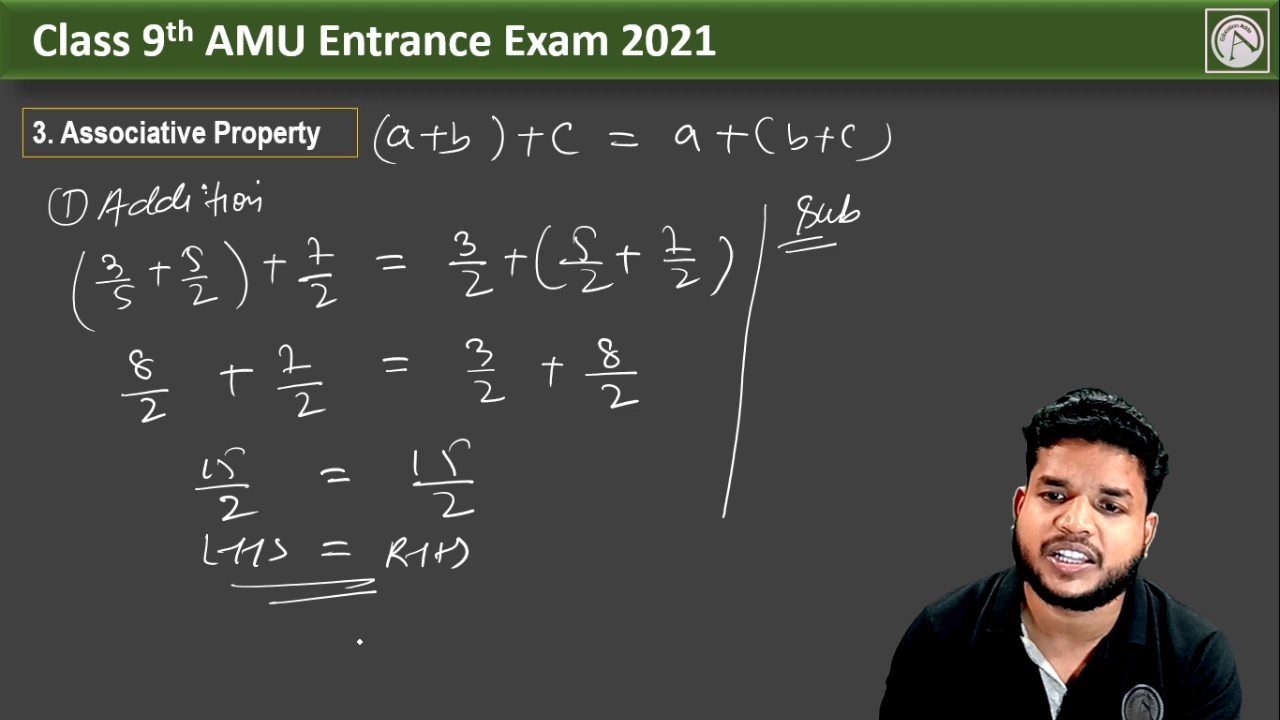 Class 9th AMU Entrance Exam 2021
Education Adda
A
3. Associative Property (a+b)+C = a+(b+c)
① Addition
(3/5 + 5/2) + 7/2 = 3/2 + (5/2 + 7/2)
8/2 + 7/2 = 3/2 + 8/2
15/2 = 15/2
LHS = RHS
Sub